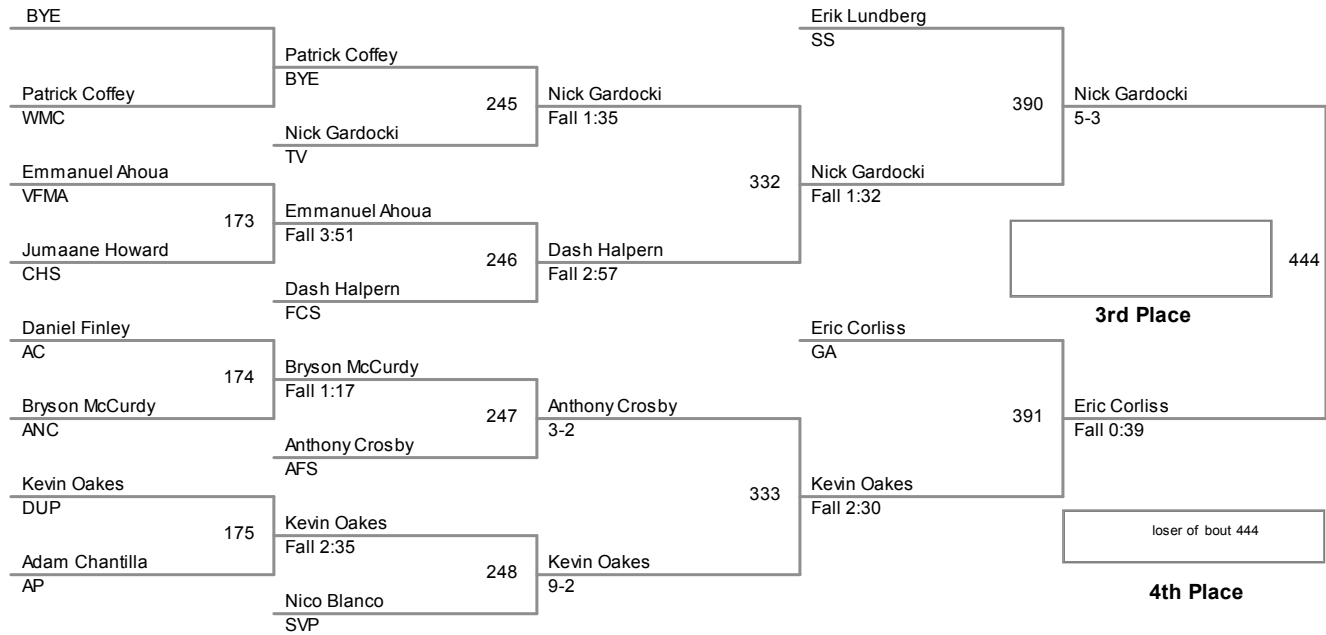 BYE
Patrick Coffey
WMC
Emmanuel Ahoua
VFMA
173
Jumaane Howard
CHS
Daniel Finley
AC
174
Bryson McCurdy
ANC
Kevin Oakes
DUP
175
Adam Chantilla
AP
Patrick Coffey
BYE
245
Nick Gardocki
TV
Emmanuel Ahoua
Fall 3:51
246
Dash Halpern
FCS
Bryson McCurdy
Fall 1:17
247
Anthony Crosby
AFS
Kevin Oakes
Fall 2:35
248
Nico Blanco
SVP
Nick Gardocki
Fall 1:35
332
Dash Halpern
Fall 2:57
Anthony Crosby
3-2
333
Kevin Oakes
9-2
Erik Lundberg
SS
390
Nick Gardocki
Fall 1:32
Eric Corliss
GA
391
Kevin Oakes
Fall 2:30
Nick Gardocki
5-3
444
3rd Place
Eric Corliss
Fall 0:39
loser of bout 444
4th Place